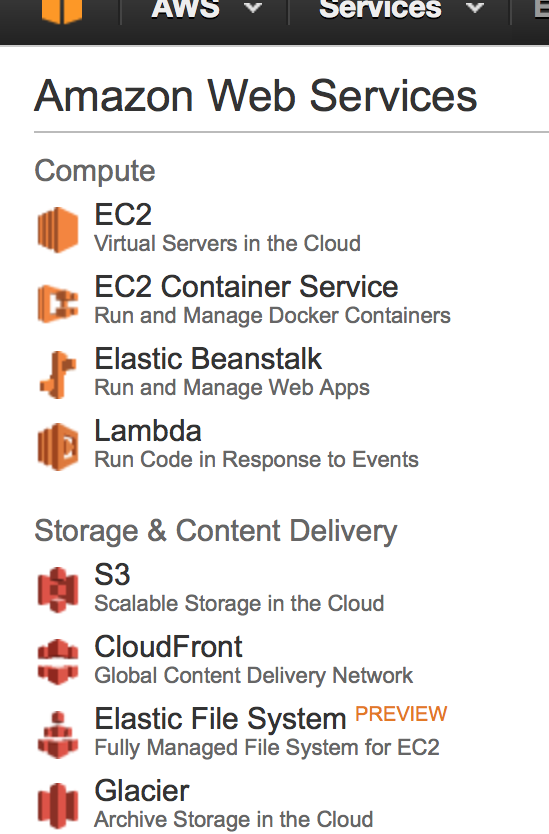 AWS Services E
Amazon Web Services
Compute
EC2
Virtual Servers in the Cloud
EC2 Container Service
Run and Manage Docker Containers
Elastic Beanstalk
Run and Manage Web Apps
Lambda
Run Code in Response to Events
Storage & Content Delivery
S3
Scalable Storage in the Cloud
CloudFront
Global Content Delivery Network
Elastic File System PREVIEW
Fully Managed File System for EC2
Glacier
Archive Storage in the Cloud